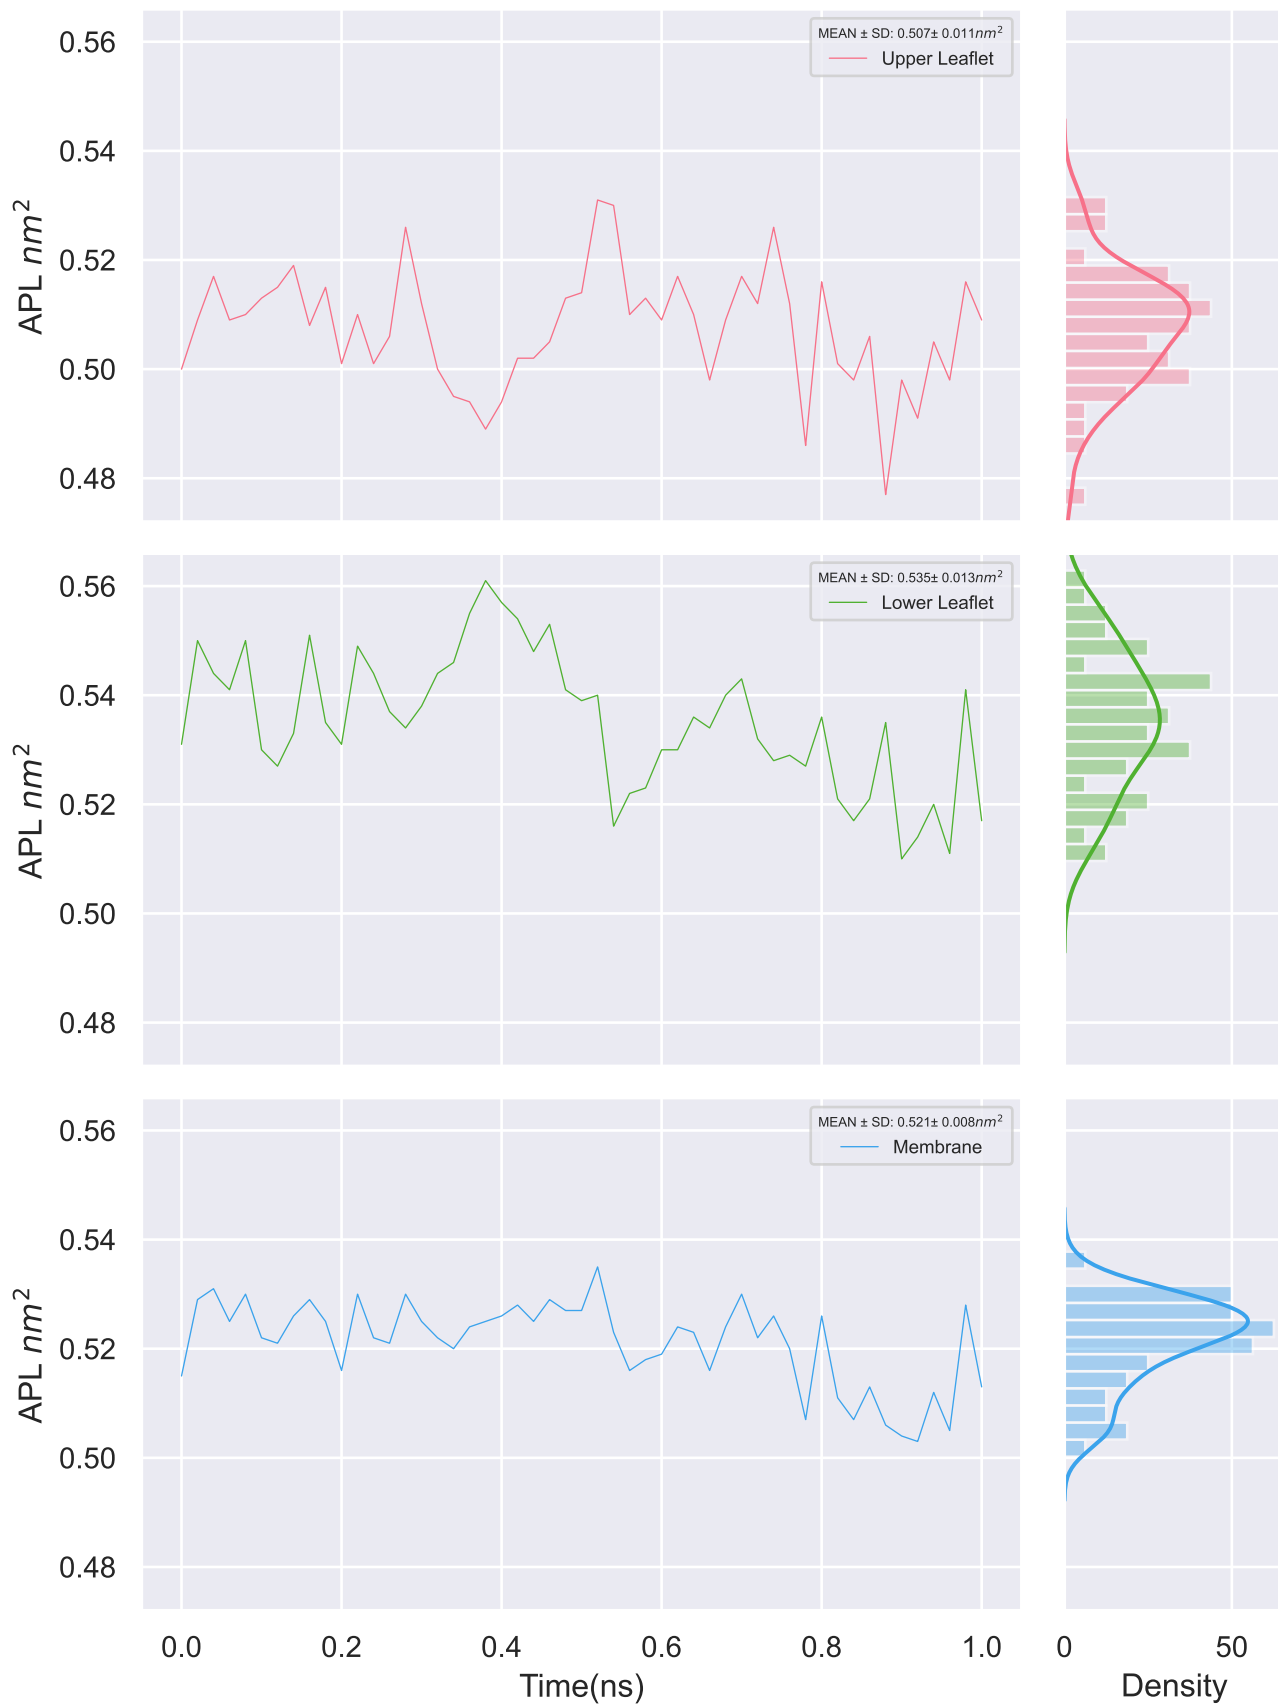 0.56
0.54
0.52
0.50
0.48
APL nm²
MEAN ± SD: 0.507± 0.011nm²
Upper Leaflet
0.56
0.54
0.52
0.50
0.48
APL nm²
MEAN ± SD: 0.535± 0.013nm²
Lower Leaflet
0.56
0.54
0.52
0.50
0.48
APL nm²
MEAN ± SD: 0.521± 0.008nm²
Membrane
0.0 0.2 0.4 0.6 0.8 1.0
Time(ns)
0 50
Density